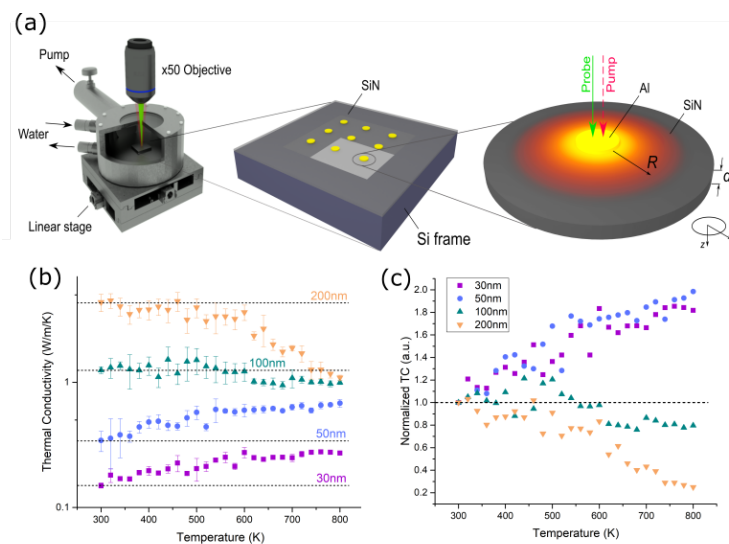 (a)
Pump
x50 Objective
Water
Linear stage
SiN
Si frame
Probe
Pump
Al
SiN
R
d
z
(b)
Thermal Conductivity (W/m/K)
1
0.1
200nm
100nm
50nm
30nm
300 400 500 600 700 800
Temperature (K)
(c)
Normalized TC (a.u.)
2.0
1.8
1.6
1.4
1.2
1.0
0.8
0.6
0.4
0.2
30nm
50nm
100nm
200nm
300 400 500 600 700 800
Temperature (K)